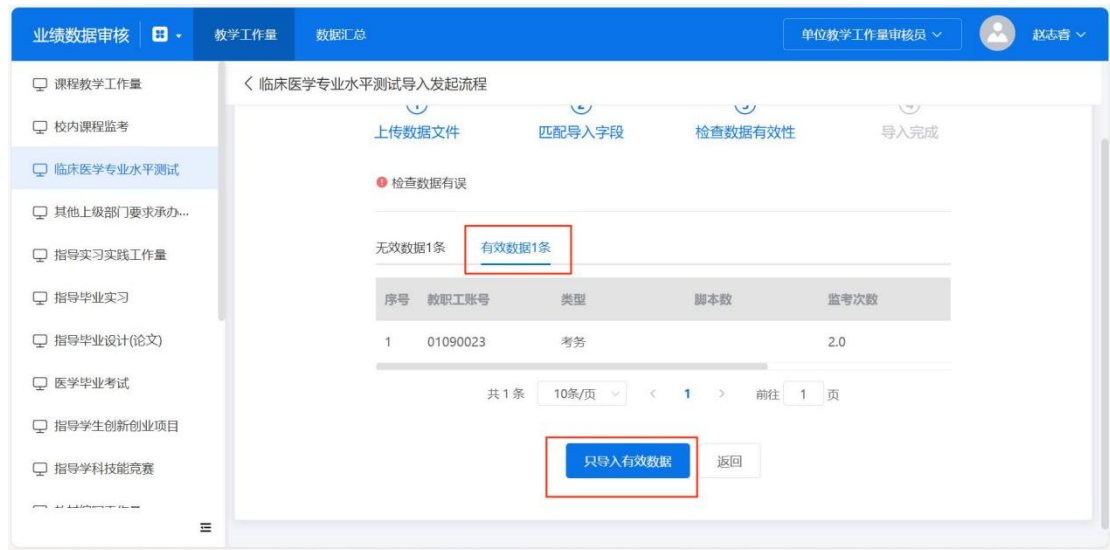 业绩数据审核 教学工作量 数据汇总 单位教学工作量审核员 赵志睿
课程教学工作量
校内课程监考
临床医学专业水平测试
其他上级部门要求承办...
指导实习实践工作量
指导毕业实习
指导毕业设计(论文)
医学毕业考试
指导学生创新创业项目
指导学科技能竞赛
临床医学专业水平测试导入发起流程
上传数据文件 匹配导入字段 检查数据有效性 导入完成
检查数据有误
无效数据1条 有效数据1条
序号 教职工账号 类型 脚本数 监考次数
1 01090023 考务 2.0
共 1 条 10条/页 1 前往 1 页
只导入有效数据 返回